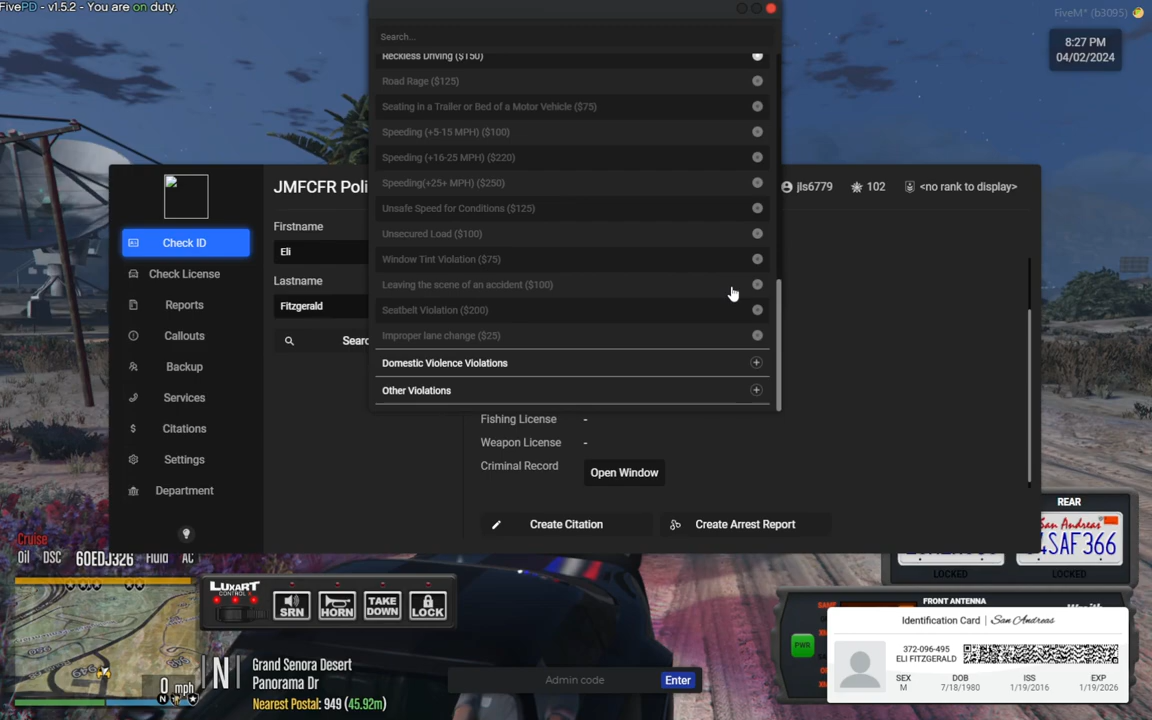 FivePD - v1.5.2 - You are on duty.
FiveM* (b3095)
8:27 PM
04/02/2024
Search...
Reckless Driving ($150)
Road Rage ($125)
Seating in a Trailer or Bed of a Motor Vehicle ($75)
Speeding (+5-15 MPH) ($100)
Speeding (+16-25 MPH) ($220)
Speeding(+25+ MPH) ($250)
Unsafe Speed for Conditions ($125)
Unsecured Load ($100)
Window Tint Violation ($75)
Leaving the scene of an accident ($100)
Seatbelt Violation ($200)
Improper lane change ($25)
Domestic Violence Violations
Other Violations
JMFCFR Poli
jls6779
102
<no rank to display>
Check ID
Check License
Reports
Callouts
Backup
Services
Citations
Settings
Department
Firstname
Eli
Lastname
Fitzgerald
Searc
Fishing License -
Weapon License -
Criminal Record Open Window
Create Citation
Create Arrest Report
REAR
San Andreas
4SAF366
LOCKED LOCKED
Cruise
Oil DSC 60EDJ326 Fluid AC
LUXART
CONTROL
SRN
HORN
TAKE DOWN
LOCK
0 mph
N
Grand Senora Desert
Panorama Dr
Nearest Postal: 949 (45.92m)
Admin code
Enter
FRONT ANTENNA
PWR
Identification Card | San Andreas
372-096-495
ELI FITZGERALD
SEX DOB ISS EXP
M 7/18/1980 1/19/2016 1/19/2026